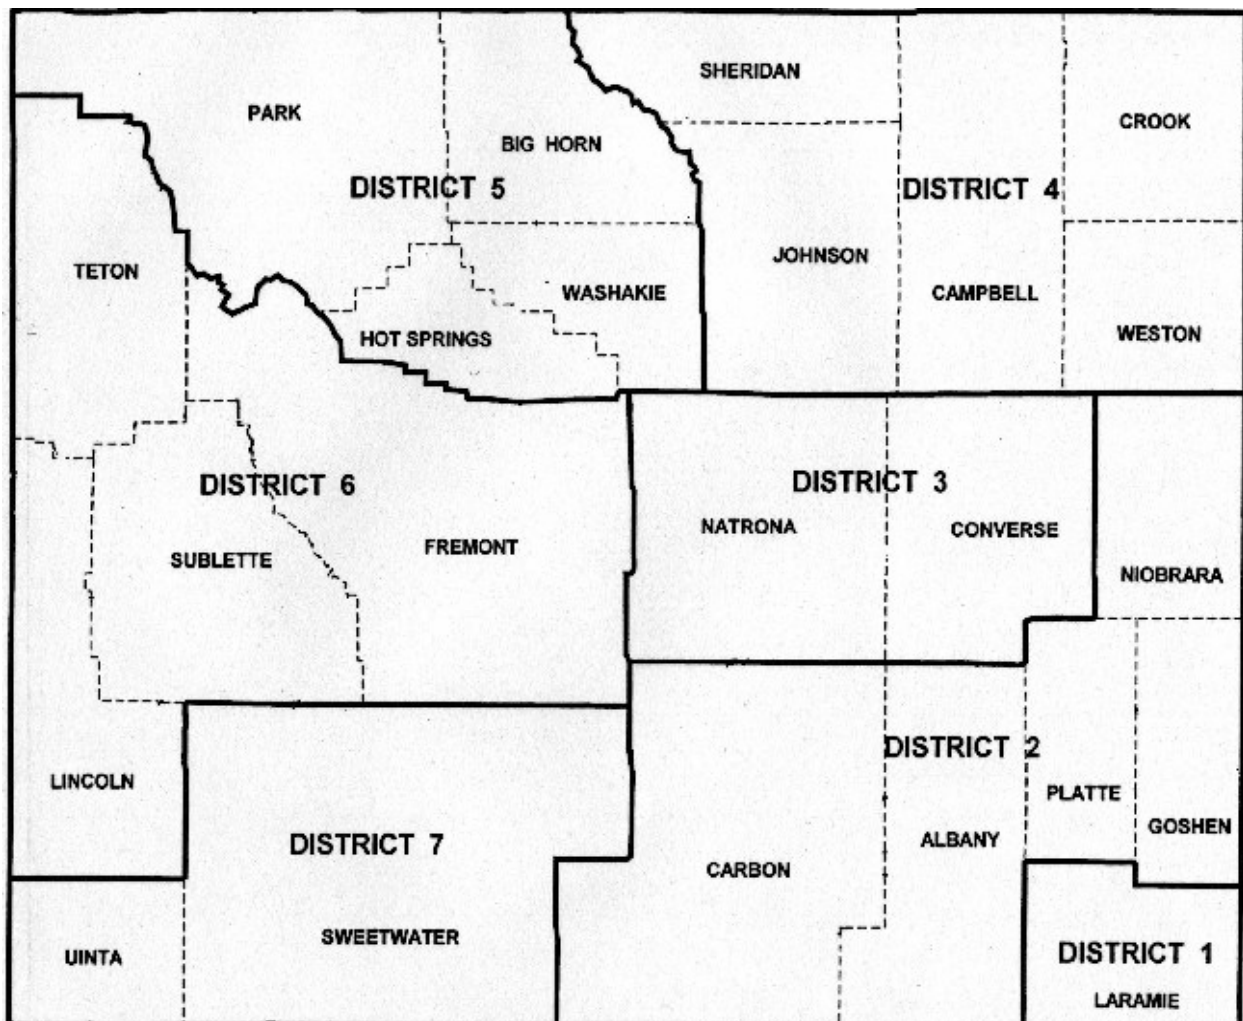 SHERIDAN
PARK
CROOK
BIG HORN
DISTRICT 5
DISTRICT 4
JOHNSON
TETON
WASHAKIE
CAMPBELL
HOT SPRINGS
WESTON
DISTRICT 6
DISTRICT 3
NATRONA
CONVERSE
FREMONT
SUBLETTE
NIOBRARA
DISTRICT 2
LINCOLN
PLATTE
GOSHEN
DISTRICT 7
ALBANY
CARBON
SWEETWATER
DISTRICT 1
UINTA
LARAMIE